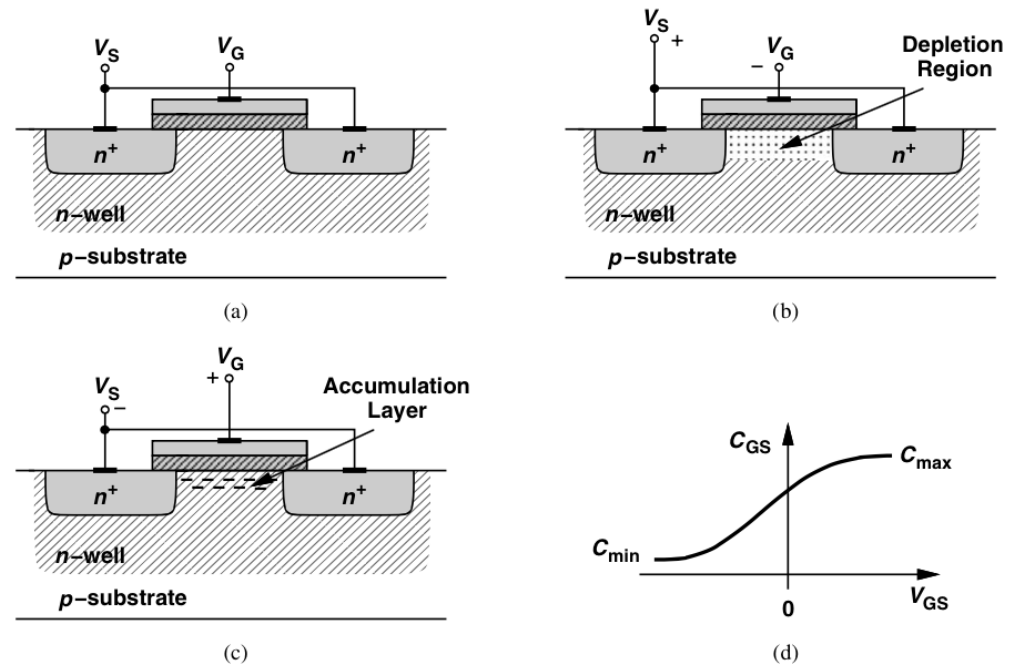 V_S
V_G
n+
n+
n−well
p−substrate
(a)
V_S
+
V_G
−
Depletion
Region
n+
n+
n−well
p−substrate
(b)
V_G
+
V_S
−
Accumulation
Layer
n+
n+
n−well
p−substrate
(c)
C_GS
C_max
C_min
0
V_GS
(d)